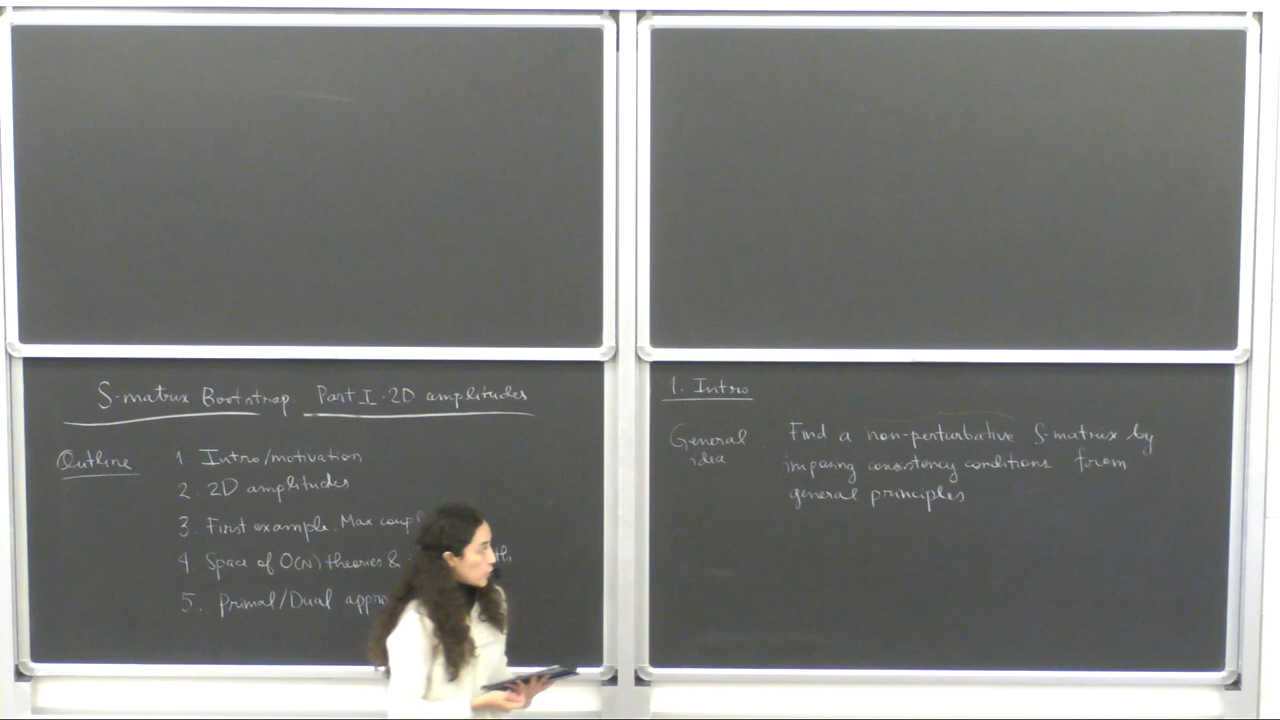 S-matrix Bootstrap Part I. 2D amplitudes
Outline
1 Intro/motivation
2. 2D amplitudes
3. First example. Max coupl
4 Space of O(N) theories &
5. Primal/Dual appro
1. Intro
General idea
Find a non-perturbative S-matrix by
imposing consistency conditions from
general principles